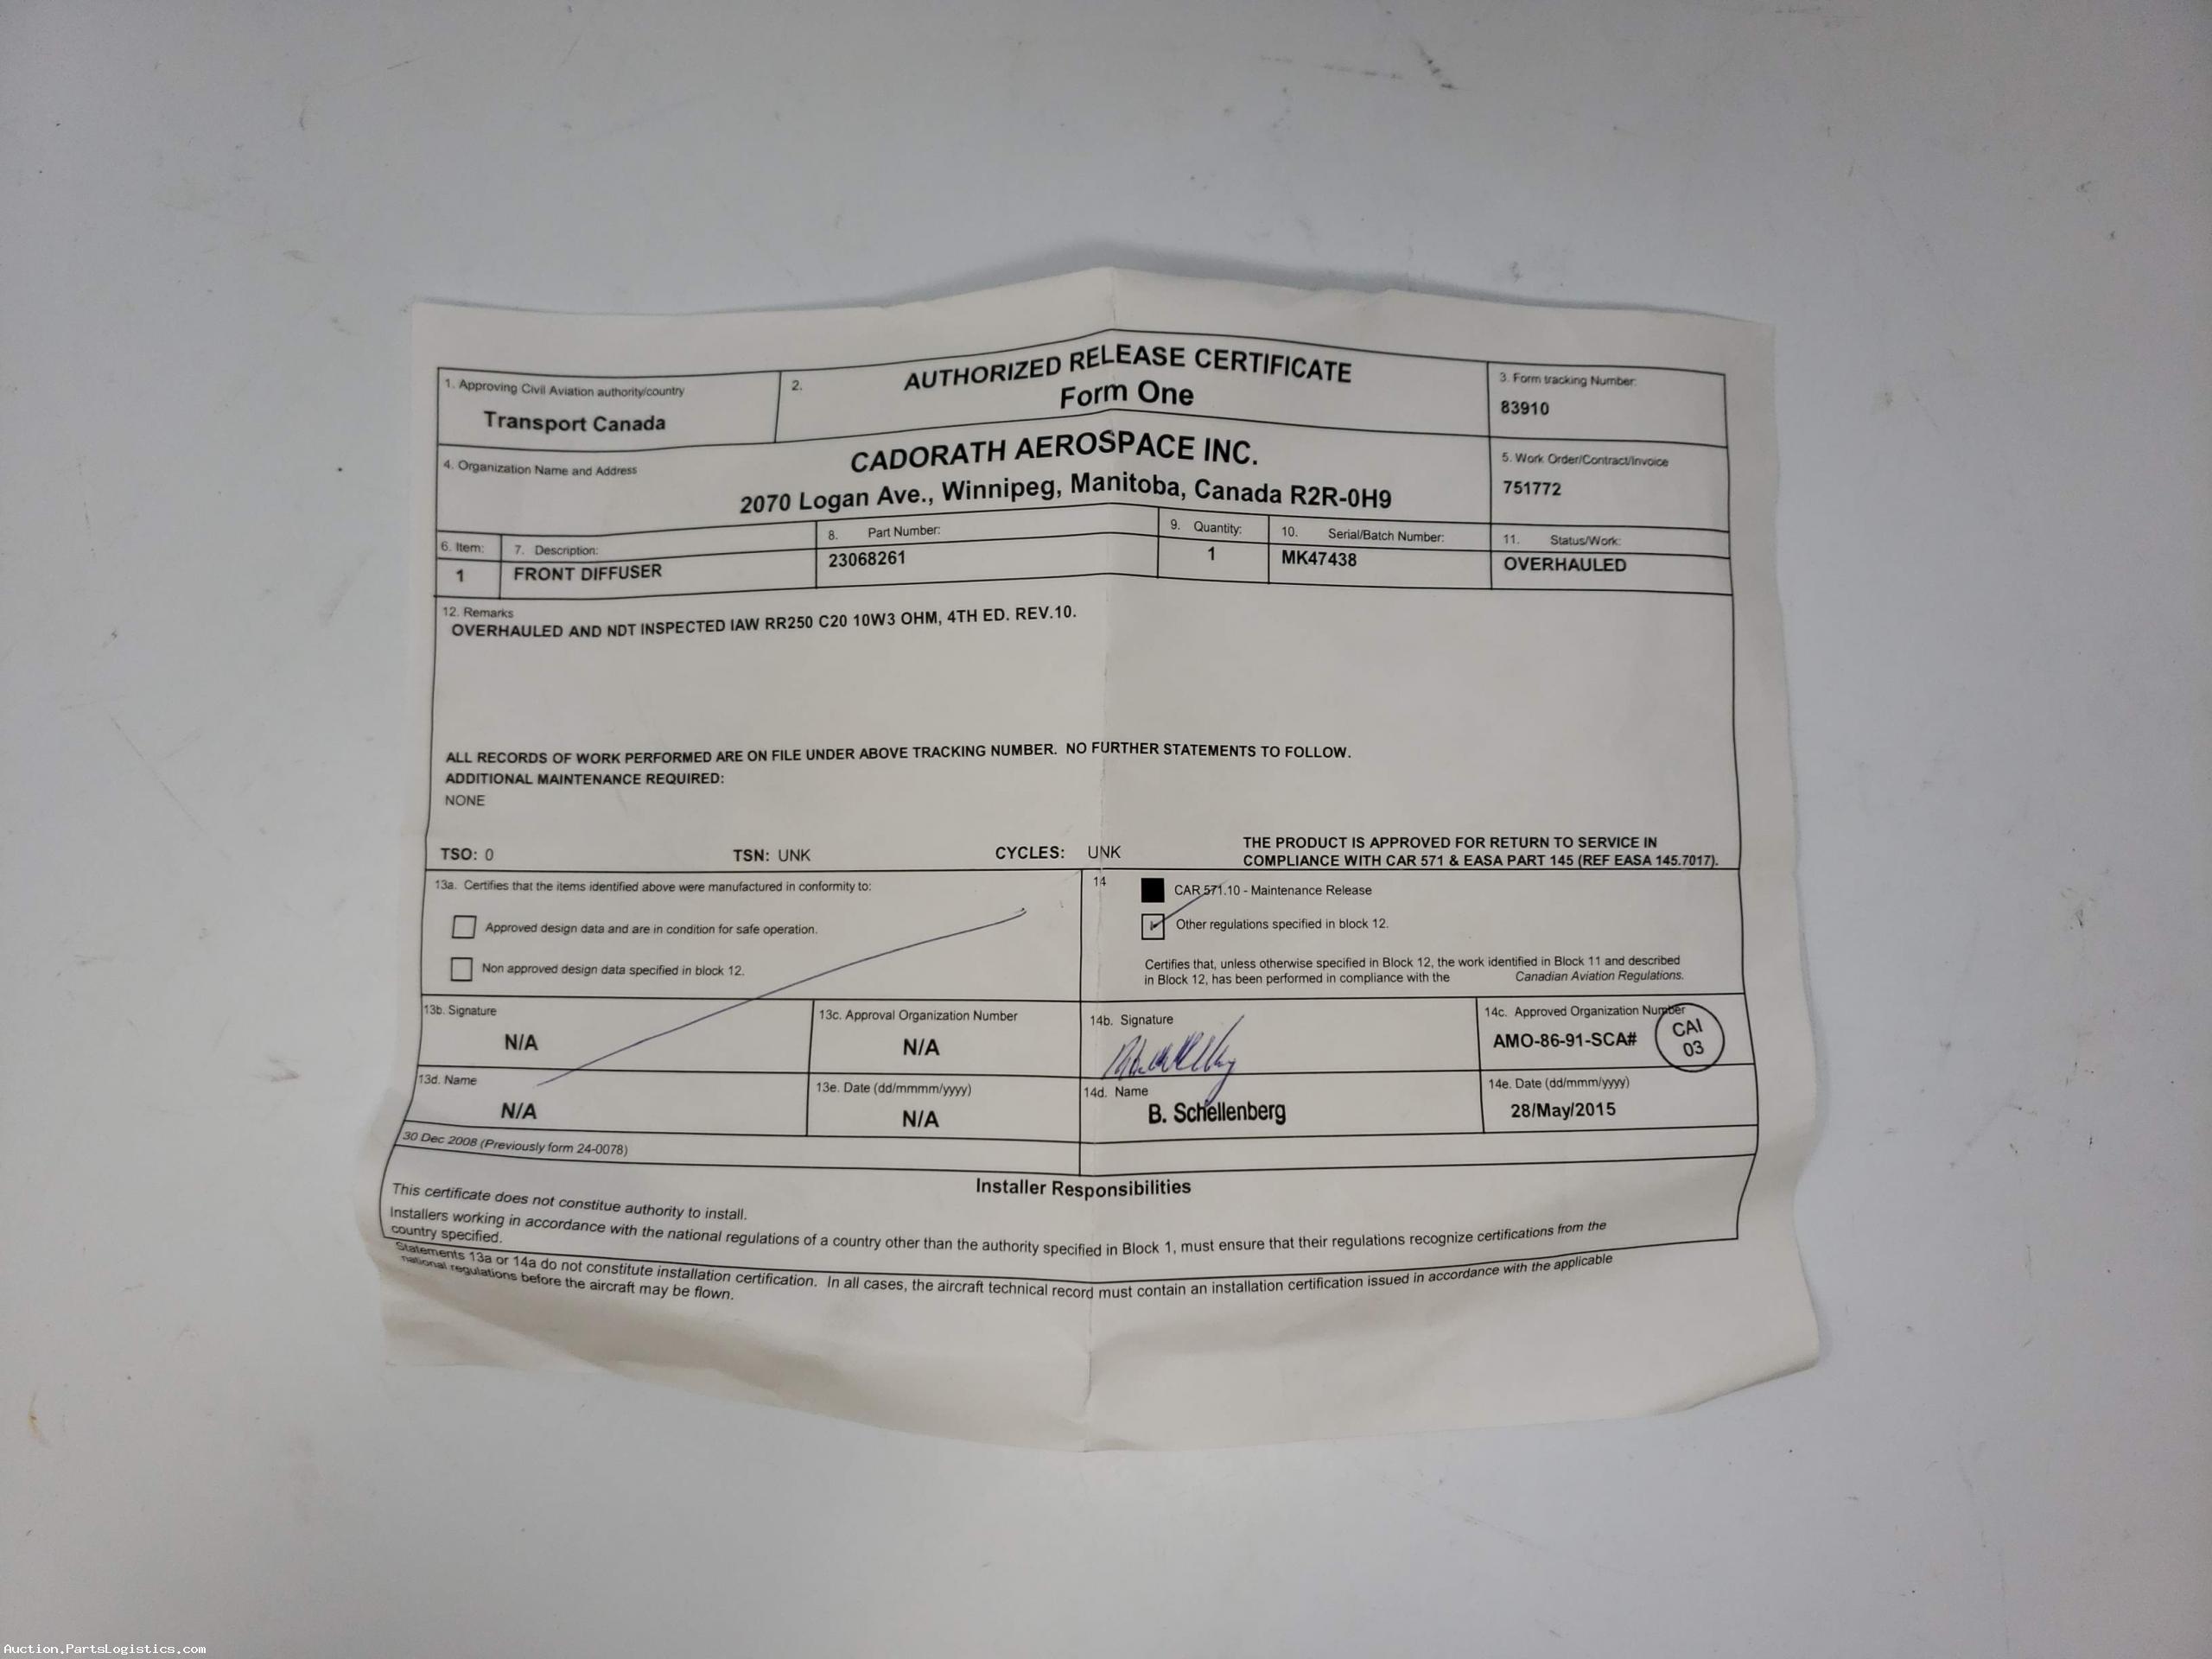 1. Approving Civil Aviation authority/country
Transport Canada
2.
AUTHORIZED RELEASE CERTIFICATE
Form One
3. Form tracking Number:
83910
4. Organization Name and Address
CADORATH AEROSPACE INC.
2070 Logan Ave., Winnipeg, Manitoba, Canada R2R-0H9
5. Work Order/Contract/Invoice
751772
6. Item:
1
7. Description:
FRONT DIFFUSER
8. Part Number:
23068261
9. Quantity:
1
10. Serial/Batch Number:
MK47438
11. Status/Work:
OVERHAULED
12. Remarks
OVERHAULED AND NDT INSPECTED IAW RR250 C20 10W3 OHM, 4TH ED. REV.10.
ALL RECORDS OF WORK PERFORMED ARE ON FILE UNDER ABOVE TRACKING NUMBER. NO FURTHER STATEMENTS TO FOLLOW.
ADDITIONAL MAINTENANCE REQUIRED:
NONE
TSO: 0 TSN: UNK CYCLES: UNK
THE PRODUCT IS APPROVED FOR RETURN TO SERVICE IN
COMPLIANCE WITH CAR 571 & EASA PART 145 (REF EASA 145.7017).
13a. Certifies that the items identified above were manufactured in conformity to:
Approved design data and are in condition for safe operation.
Non approved design data specified in block 12.
14
CAR 571.10 - Maintenance Release
Other regulations specified in block 12.
Certifies that, unless otherwise specified in Block 12, the work identified in Block 11 and described
in Block 12, has been performed in compliance with the Canadian Aviation Regulations.
13b. Signature
N/A
13c. Approval Organization Number
N/A
14b. Signature
14c. Approved Organization Number
AMO-86-91-SCA#
CAI
03
13d. Name
N/A
13e. Date (dd/mmmm/yyyy)
N/A
14d. Name
B. Schellenberg
14e. Date (dd/mmm/yyyy)
28/May/2015
30 Dec 2008 (Previously form 24-0078)
Installer Responsibilities
This certificate does not constitue authority to install.
Installers working in accordance with the national regulations of a country other than the authority specified in Block 1, must ensure that their regulations recognize certifications from the
country specified.
Statements 13a or 14a do not constitute installation certification. In all cases, the aircraft technical record must contain an installation certification issued in accordance with the applicable
national regulations before the aircraft may be flown.
Auction.PartsLogistics.com